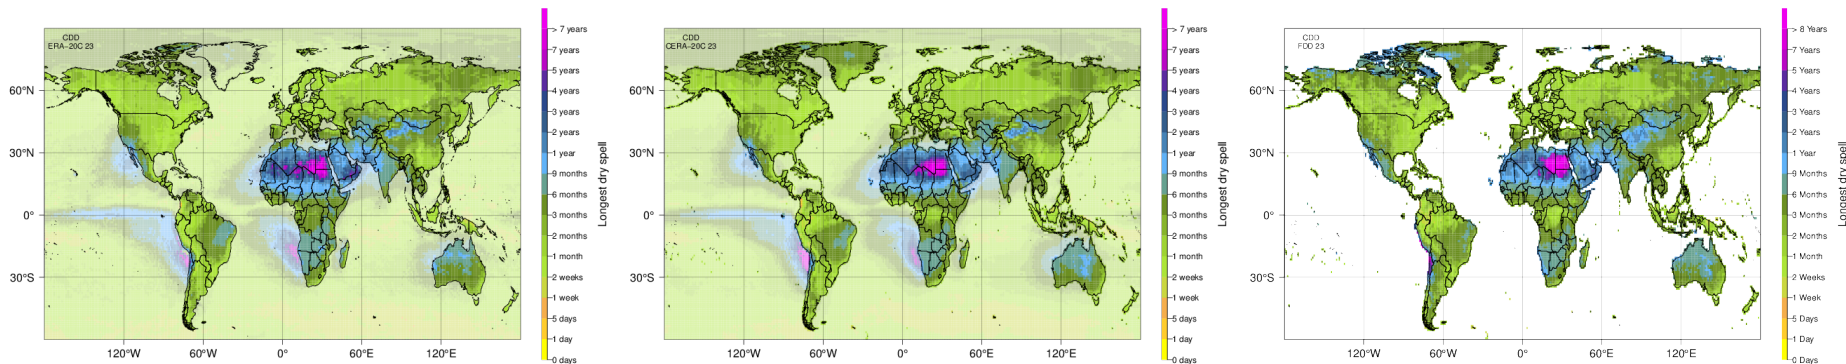 CDD
ERA-20C 23
60°N
30°N
0°
30°S
120°W
60°W
0°
60°E
120°E
> 7 years
7 years
5 years
4 years
3 years
2 years
1 year
9 months
6 months
3 months
2 months
1 month
2 weeks
1 week
5 days
1 day
0 days
Longest dry spell
CDD
CERA-20C 23
60°N
30°N
0°
30°S
120°W
60°W
0°
60°E
120°E
> 7 years
7 years
5 years
4 years
3 years
2 years
1 year
9 months
6 months
3 months
2 months
1 month
2 weeks
1 week
5 days
1 day
0 days
Longest dry spell
CDD
FDD 23
60°N
30°N
0°
30°S
120°W
60°W
0°
60°E
120°E
> 8 Years
7 Years
5 Years
4 Years
3 Years
2 Years
1 Year
9 Months
6 Months
3 Months
2 Months
1 Month
2 Weeks
1 Week
5 Days
1 Day
0 Days
Longest dry spell